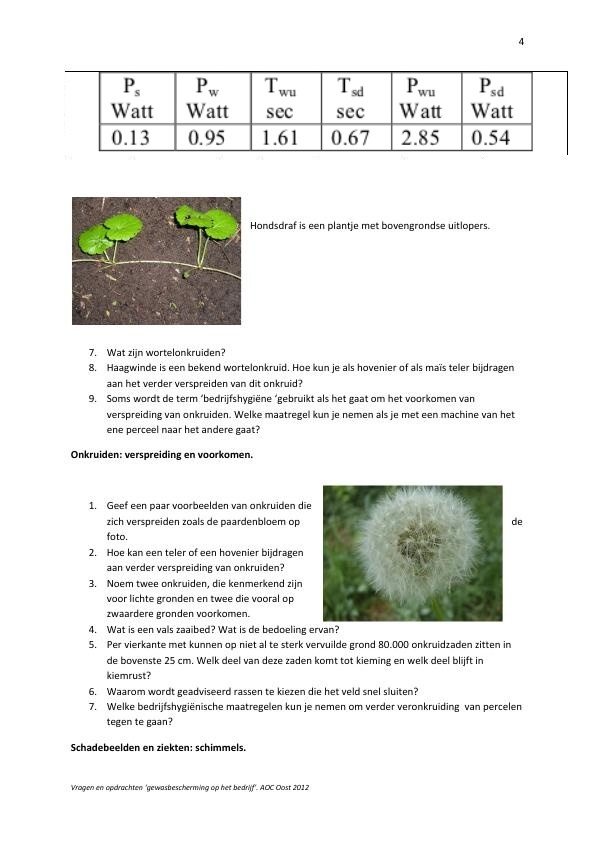 4
P_s P_w T_wu T_sd P_wu P_sd
Watt Watt sec sec Watt Watt
0.13 0.95 1.61 0.67 2.85 0.54
Hondsdraf is een plantje met bovengrondse uitlopers.
7. Wat zijn wortelonkruiden?
8. Haagwinde is een bekend wortelonkruid. Hoe kun je als hovenier of als maïs teler bijdragen
aan het verder verspreiden van dit onkruid?
9. Soms wordt de term ‘bedrijfshygiëne ‘gebruikt als het gaat om het voorkomen van
verspreiding van onkruiden. Welke maatregel kun je nemen als je met een machine van het
ene perceel naar het andere gaat?
Onkruiden: verspreiding en voorkomen.
1. Geef een paar voorbeelden van onkruiden die
zich verspreiden zoals de paardenbloem op de
foto.
2. Hoe kan een teler of een hovenier bijdragen
aan verder verspreiding van onkruiden?
3. Noem twee onkruiden, die kenmerkend zijn
voor lichte gronden en twee die vooral op
zwaardere gronden voorkomen.
4. Wat is een vals zaaibed? Wat is de bedoeling ervan?
5. Per vierkante met kunnen op niet al te sterk vervuilde grond 80.000 onkruidzaden zitten in
de bovenste 25 cm. Welk deel van deze zaden komt tot kieming en welk deel blijft in
kiemrust?
6. Waarom wordt geadviseerd rassen te kiezen die het veld snel sluiten?
7. Welke bedrijfshygiënische maatregelen kun je nemen om verder veronkruiding van percelen
tegen te gaan?
Schadebeelden en ziekten: schimmels.
Vragen en opdrachten ‘gewasbescherming op het bedrijf’. AOC Oost 2012